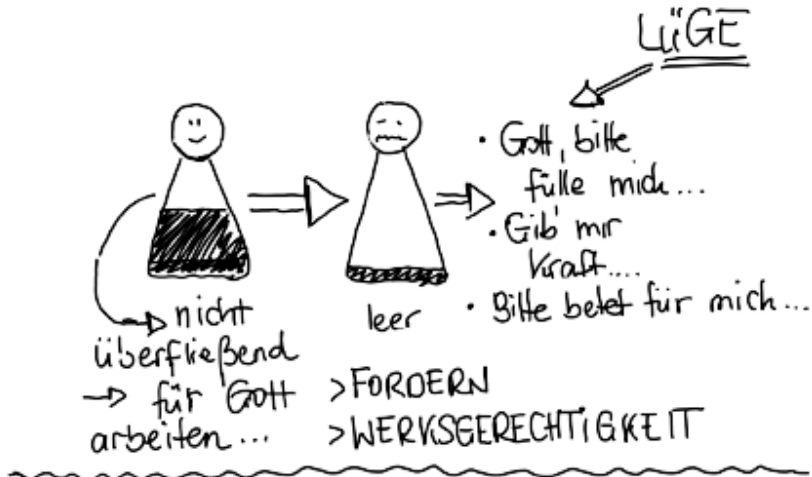 LÜGE
• Gott, bitte
fülle mich...
• Gib' mir
Kraft....
• Bitte betet für mich...
leer
nicht
überfließend
→ für Gott
arbeiten...
> FORDERN
> WERKSGERECHTIGKEIT